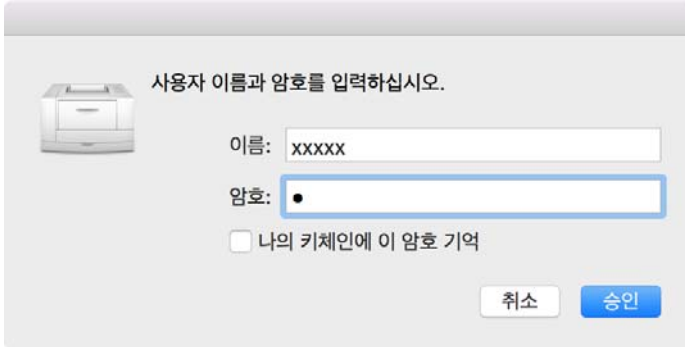 사용자 이름과 암호를 입력하십시오.
이름: xxxxx
암호: •
나의 키체인에 이 암호 기억
취소 승인